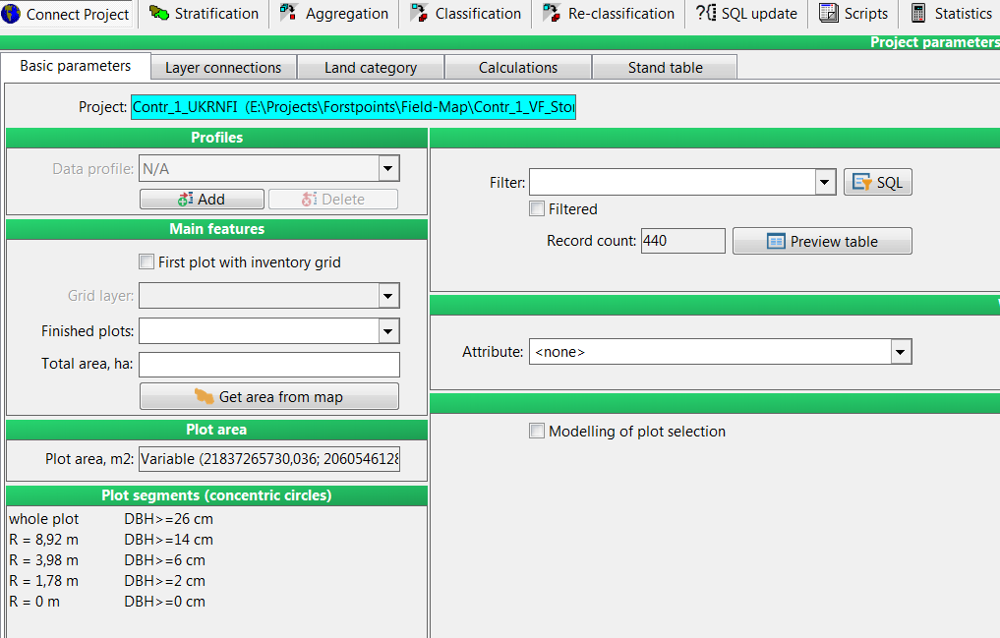 Connect Project Stratification Aggregation Classification Re-classification SQL update Scripts Statistics
Project parameters
Basic parameters Layer connections Land category Calculations Stand table
Project: Contr_1_UKRNFI (E:\Projects\Forstpoints\Field-Map\Contr_1_VF_Stor
Profiles
Data profile: N/A
Add Delete
Main features
First plot with inventory grid
Grid layer:
Finished plots:
Total area, ha:
Get area from map
Plot area
Plot area, m2: Variable (21837265730,036; 2060546128
Plot segments (concentric circles)
whole plot DBH>=26 cm
R = 8,92 m DBH>=14 cm
R = 3,98 m DBH>=6 cm
R = 1,78 m DBH>=2 cm
R = 0 m DBH>=0 cm
Filter: SQL
Filtered
Record count: 440 Preview table
Attribute: <none>
Modelling of plot selection